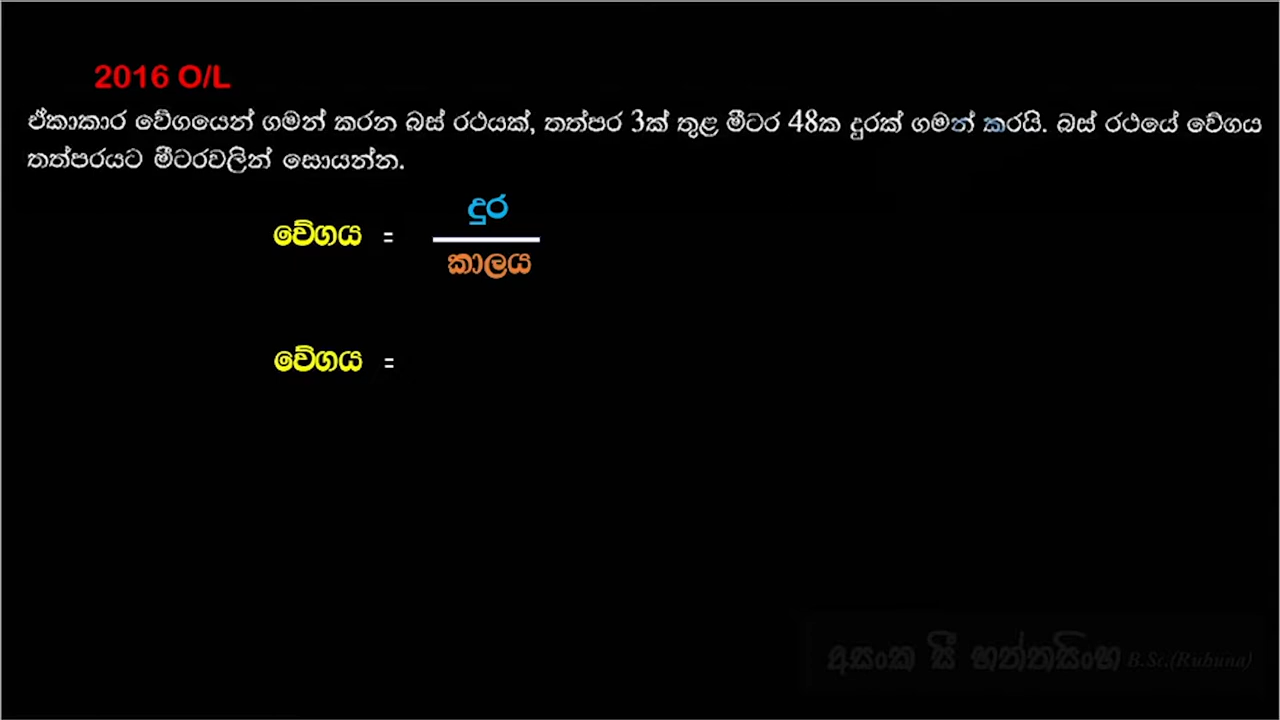 2016 O/L
ඒකාකාර වේගයෙන් ගමන් කරන බස් රථයක්, තත්පර 3ක් තුළ මීටර 48ක දුරක් ගමන් කරයි. බස් රථයේ වේගය
තත්පරයට මීටරවලින් සොයන්න.
දුර
වේගය =
කාලය
වේගය =
අසංක සී හත්තසිංහ B.Sc.(Ruhuna)